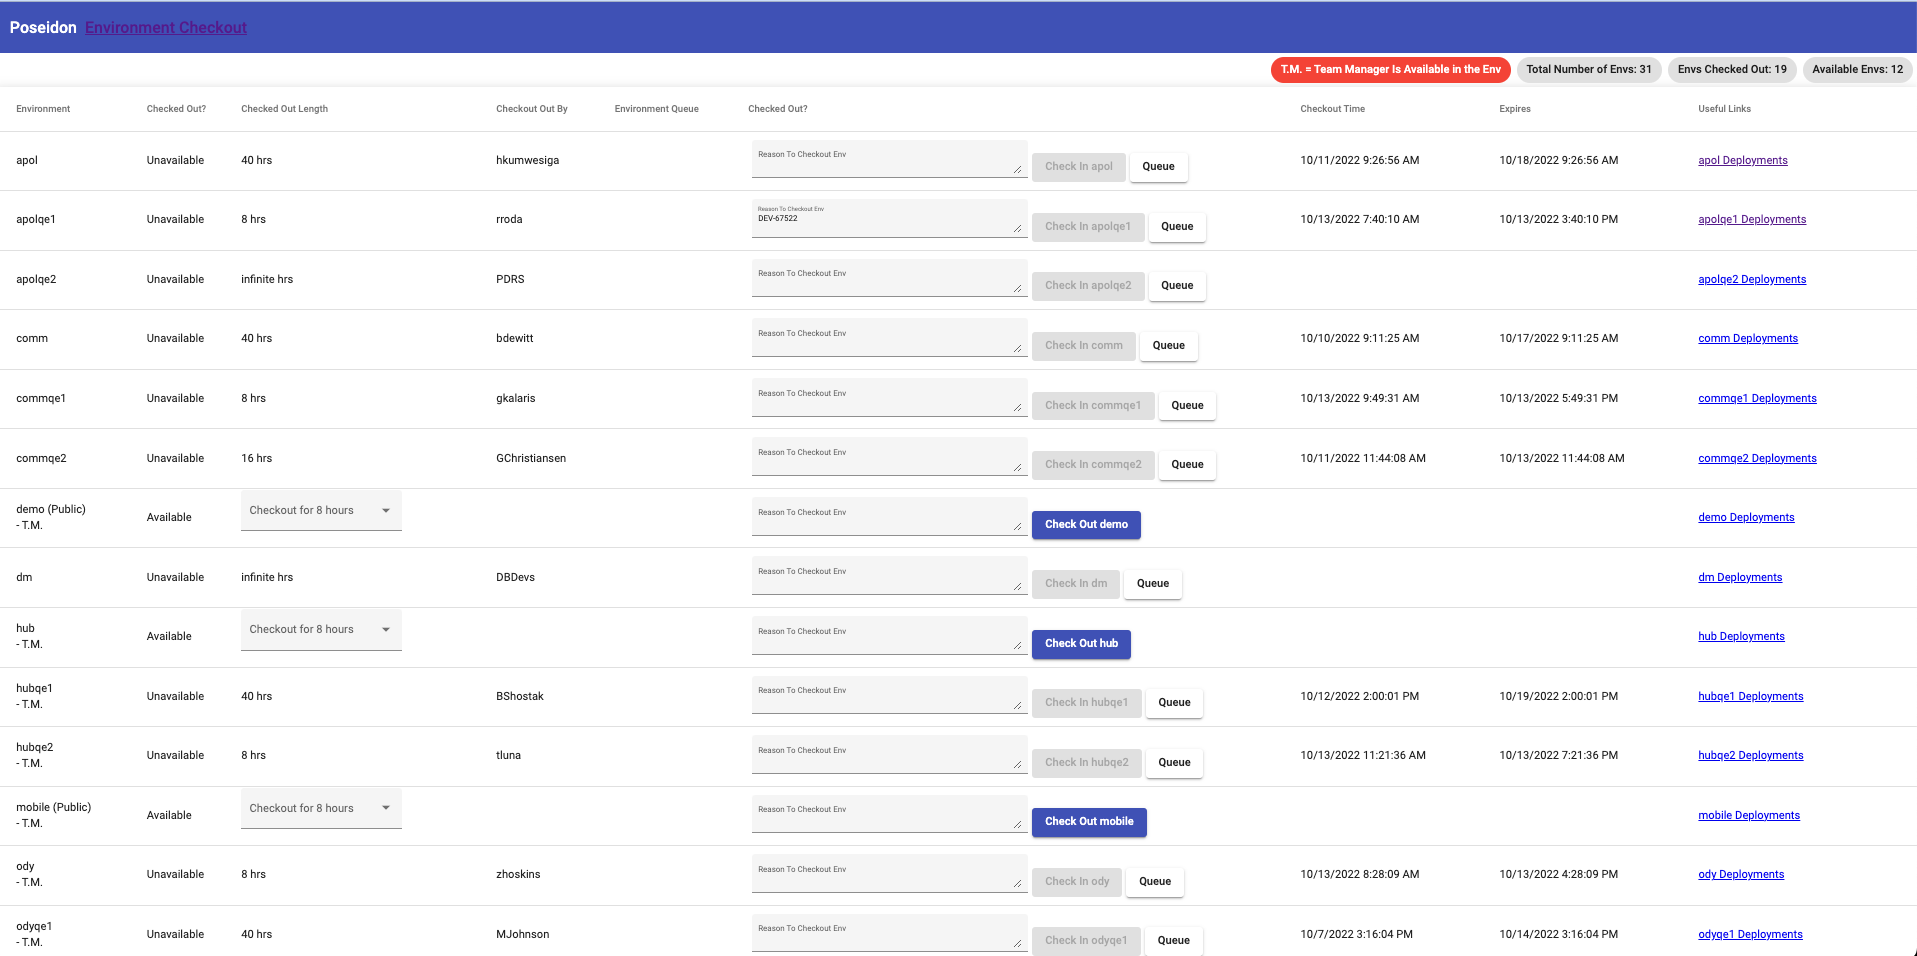 Poseidon Environment Checkout
T.M. = Team Manager Is Available in the Env Total Number of Envs: 31 Envs Checked Out: 19 Available Envs: 12
Environment Checked Out? Checked Out Length Checkout Out By Environment Queue Checked Out? Checkout Time Expires Useful Links
Reason To Checkout Env
apol Unavailable 40 hrs hkumwesiga Check In apol Queue 10/11/2022 9:26:56 AM 10/18/2022 9:26:56 AM apol Deployments
Reason To Checkout Env
apolqe1 Unavailable 8 hrs rroda DEV-67522 Check In apolqe1 Queue 10/13/2022 7:40:10 AM 10/13/2022 3:40:10 PM apolqe1 Deployments
Reason To Checkout Env
apolqe2 Unavailable infinite hrs PDRS Check In apolqe2 Queue apolqe2 Deployments
Reason To Checkout Env
comm Unavailable 40 hrs bdewitt Check In comm Queue 10/10/2022 9:11:25 AM 10/17/2022 9:11:25 AM comm Deployments
Reason To Checkout Env
commqe1 Unavailable 8 hrs gkalaris Check In commqe1 Queue 10/13/2022 9:49:31 AM 10/13/2022 5:49:31 PM commqe1 Deployments
Reason To Checkout Env
commqe2 Unavailable 16 hrs GChristiansen Check In commqe2 Queue 10/11/2022 11:44:08 AM 10/13/2022 11:44:08 AM commqe2 Deployments
demo (Public) Checkout for 8 hours Reason To Checkout Env
- T.M. Available Check Out demo demo Deployments
Reason To Checkout Env
dm Unavailable infinite hrs DBDevs Check In dm Queue dm Deployments
hub Checkout for 8 hours Reason To Checkout Env
- T.M. Available Check Out hub hub Deployments
hubqe1 Reason To Checkout Env
- T.M. Unavailable 40 hrs BShostak Check In hubqe1 Queue 10/12/2022 2:00:01 PM 10/19/2022 2:00:01 PM hubqe1 Deployments
hubqe2 Reason To Checkout Env
- T.M. Unavailable 8 hrs tluna Check In hubqe2 Queue 10/13/2022 11:21:36 AM 10/13/2022 7:21:36 PM hubqe2 Deployments
mobile (Public) Checkout for 8 hours Reason To Checkout Env
- T.M. Available Check Out mobile mobile Deployments
ody Reason To Checkout Env
- T.M. Unavailable 8 hrs zhoskins Check In ody Queue 10/13/2022 8:28:09 AM 10/13/2022 4:28:09 PM ody Deployments
odyqe1 Reason To Checkout Env
- T.M. Unavailable 40 hrs MJohnson Check In odyqe1 Queue 10/7/2022 3:16:04 PM 10/14/2022 3:16:04 PM odyqe1 Deployments